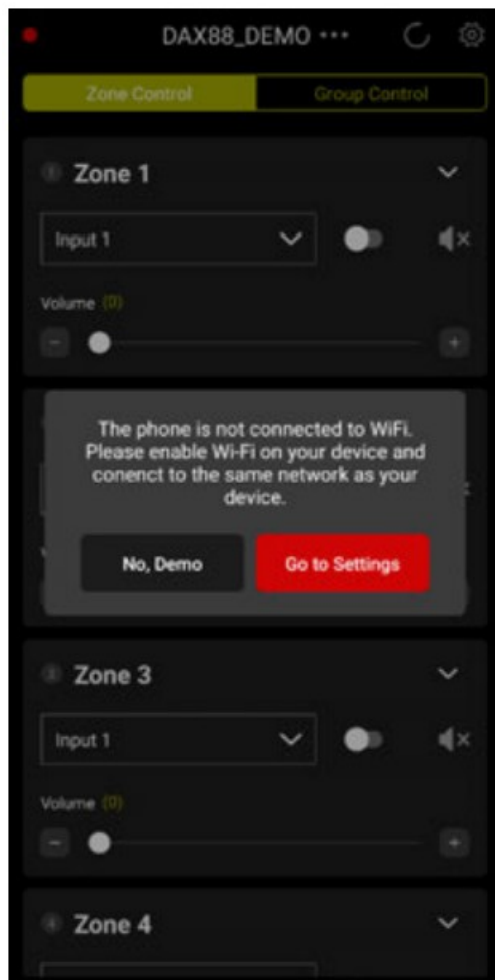 DAX88_DEMO •••
Zone Control
Group Control
Zone 1
Input 1
Volume (0)
The phone is not connected to WiFi.
Please enable Wi-Fi on your device and
conenct to the same network as your
device.
No, Demo
Go to Settings
3 Zone 3
Input 1
Volume (0)
4 Zone 4